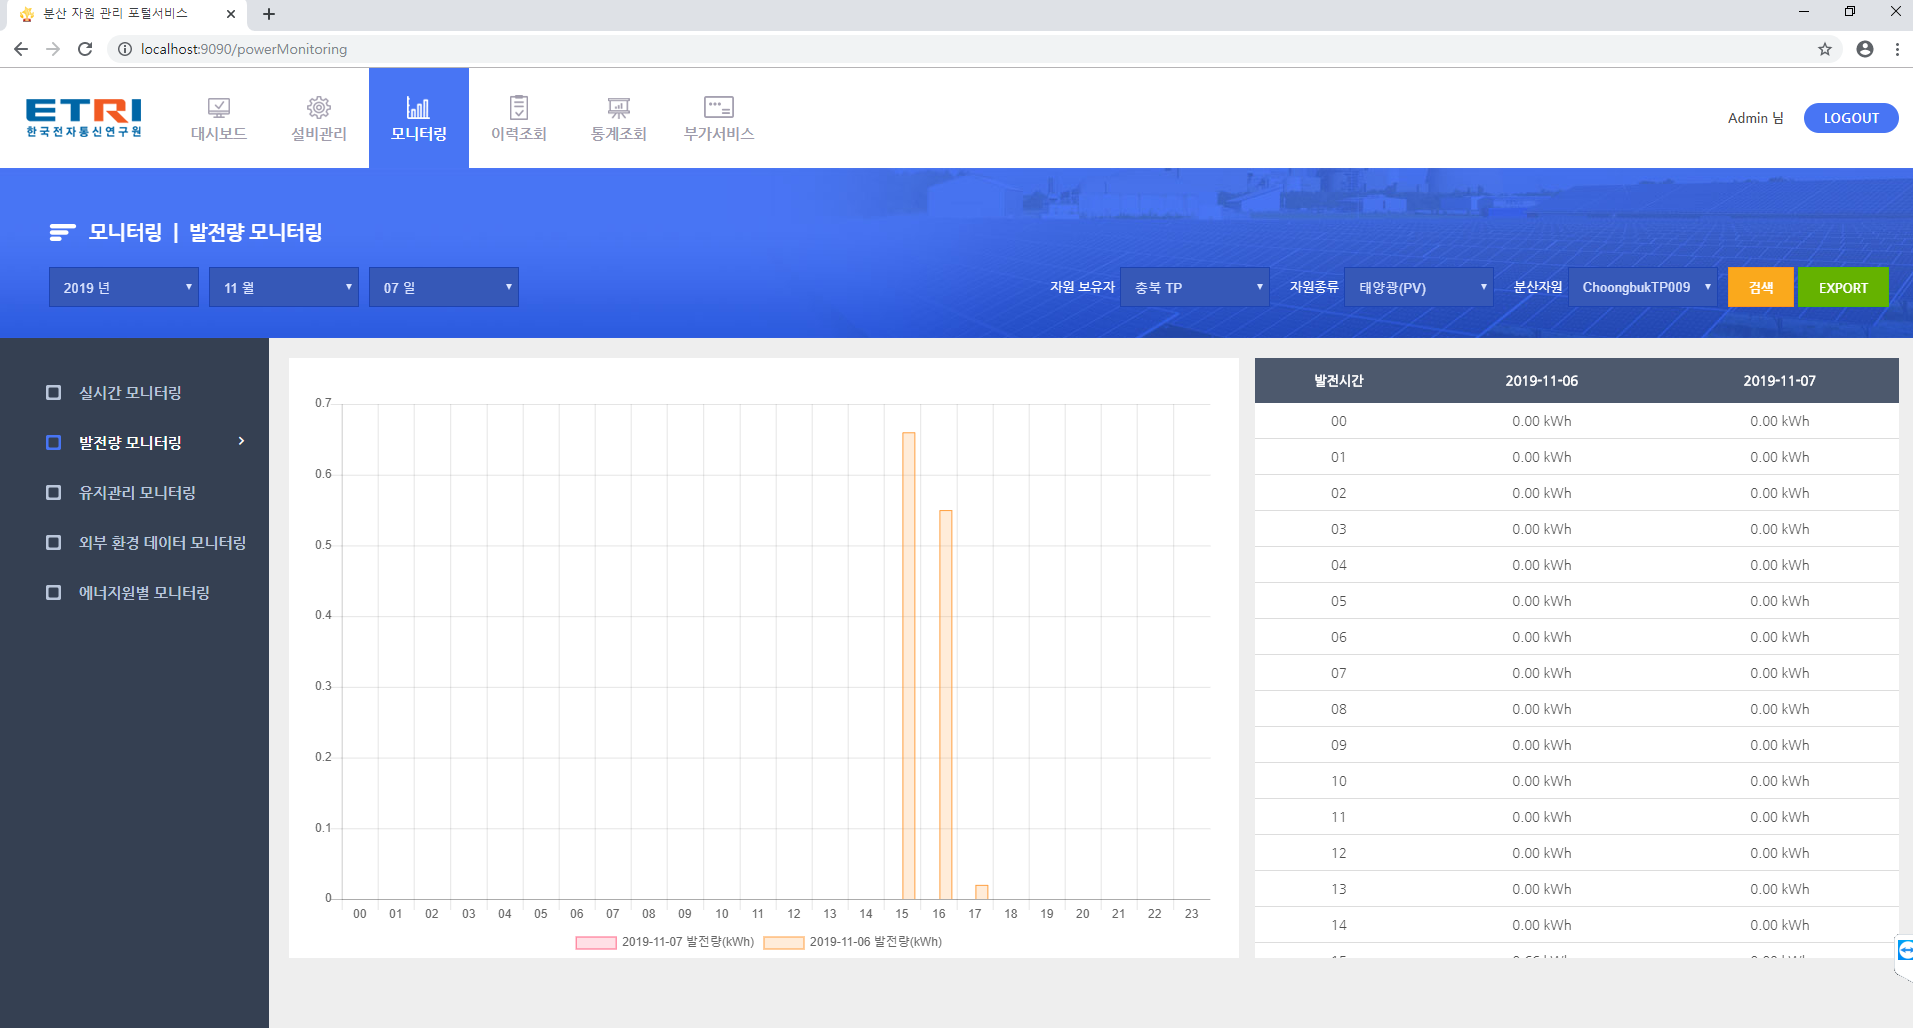 분산 자원 관리 포털서비스
localhost:9090/powerMonitoring
ETRI
한국전자통신연구원
대시보드
설비관리
모니터링
이력조회
통계조회
부가서비스
Admin 님
LOGOUT
모니터링 | 발전량 모니터링
2019 년
11 월
07 일
자원 보유자
충북 TP
자원종류
태양광(PV)
분산자원
ChoongbukTP009
검색
EXPORT
실시간 모니터링
발전량 모니터링
유지관리 모니터링
외부 환경 데이터 모니터링
에너지원별 모니터링
0.7
0.6
0.5
0.4
0.3
0.2
0.1
0
00 01 02 03 04 05 06 07 08 09 10 11 12 13 14 15 16 17 18 19 20 21 22 23
2019-11-07 발전량(kWh) 2019-11-06 발전량(kWh)
발전시간 2019-11-06 2019-11-07
00 0.00 kWh 0.00 kWh
01 0.00 kWh 0.00 kWh
02 0.00 kWh 0.00 kWh
03 0.00 kWh 0.00 kWh
04 0.00 kWh 0.00 kWh
05 0.00 kWh 0.00 kWh
06 0.00 kWh 0.00 kWh
07 0.00 kWh 0.00 kWh
08 0.00 kWh 0.00 kWh
09 0.00 kWh 0.00 kWh
10 0.00 kWh 0.00 kWh
11 0.00 kWh 0.00 kWh
12 0.00 kWh 0.00 kWh
13 0.00 kWh 0.00 kWh
14 0.00 kWh 0.00 kWh